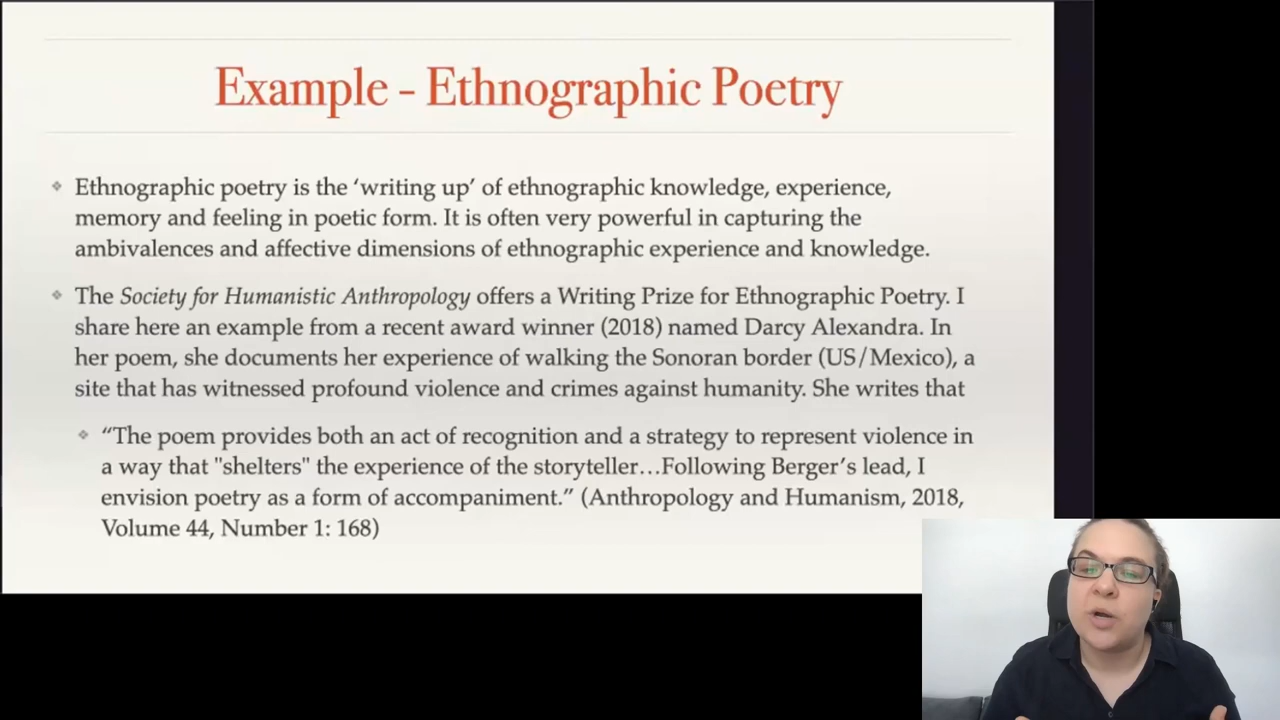 Example - Ethnographic Poetry
Ethnographic poetry is the ‘writing up’ of ethnographic knowledge, experience,
memory and feeling in poetic form. It is often very powerful in capturing the
ambivalences and affective dimensions of ethnographic experience and knowledge.
The Society for Humanistic Anthropology offers a Writing Prize for Ethnographic Poetry. I
share here an example from a recent award winner (2018) named Darcy Alexandra. In
her poem, she documents her experience of walking the Sonoran border (US/Mexico), a
site that has witnessed profound violence and crimes against humanity. She writes that
“The poem provides both an act of recognition and a strategy to represent violence in
a way that "shelters" the experience of the storyteller…Following Berger’s lead, I
envision poetry as a form of accompaniment.” (Anthropology and Humanism, 2018,
Volume 44, Number 1: 168)